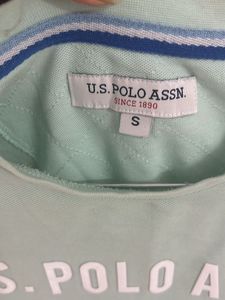 U.S. POLO ASSN.
SINCE 1890
S
.S. POLO A